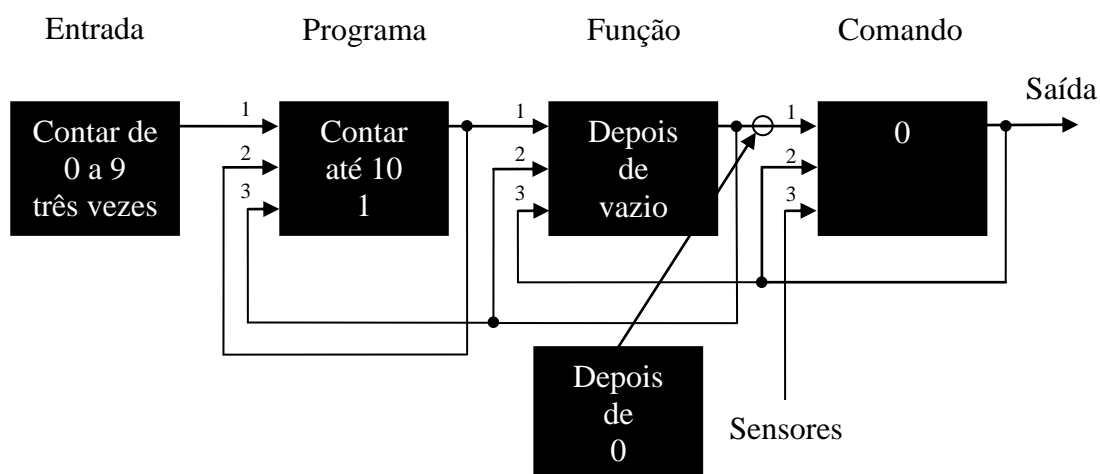 Entrada
Programa
Função
Comando
Saída
1
2
3
1
2
3
1
2
3
Contar de
0 a 9
três vezes
Contar
até 10
1
Depois
de
vazio
0
Depois
de
0
Sensores